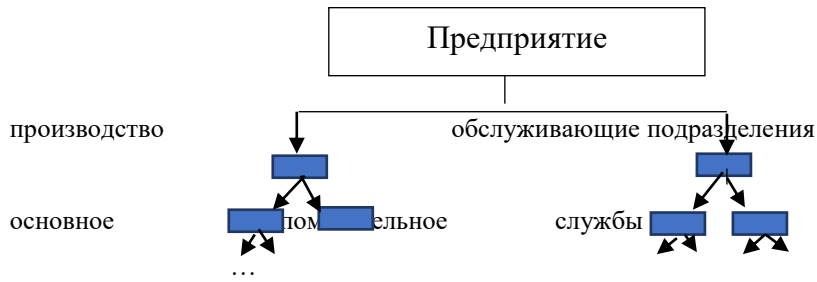 Предприятие
производство обслуживающие подразделения
основное службы
…